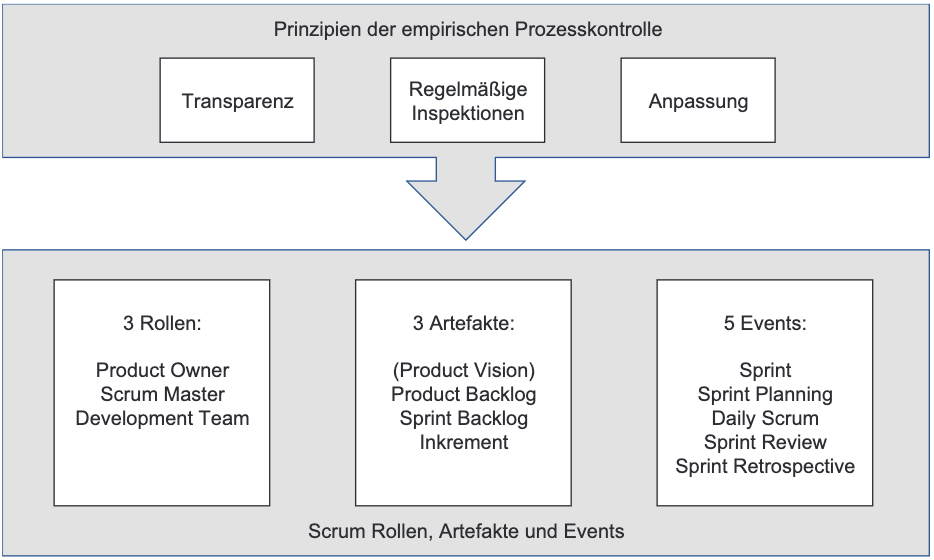 Prinzipien der empirischen Prozesskontrolle
Transparenz
Regelmäßige
Inspektionen
Anpassung
3 Rollen:
Product Owner
Scrum Master
Development Team
3 Artefakte:
(Product Vision)
Product Backlog
Sprint Backlog
Inkrement
5 Events:
Sprint
Sprint Planning
Daily Scrum
Sprint Review
Sprint Retrospective
Scrum Rollen, Artefakte und Events